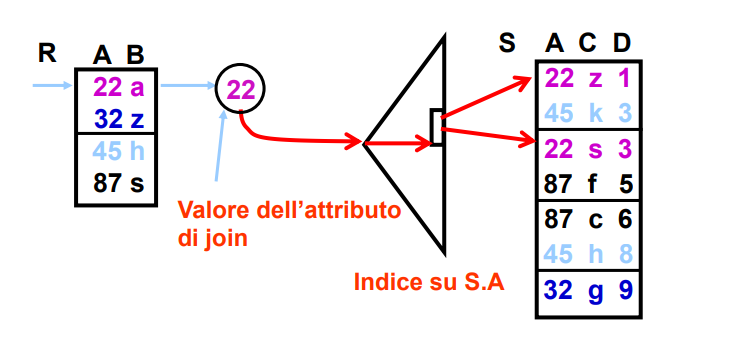 R A B
22 a
32 z
45 h
87 s
22
Valore dell'attributo
di join
Indice su S.A
S A C D
22 z 1
45 k 3
22 s 3
87 f 5
87 c 6
45 h 8
32 g 9